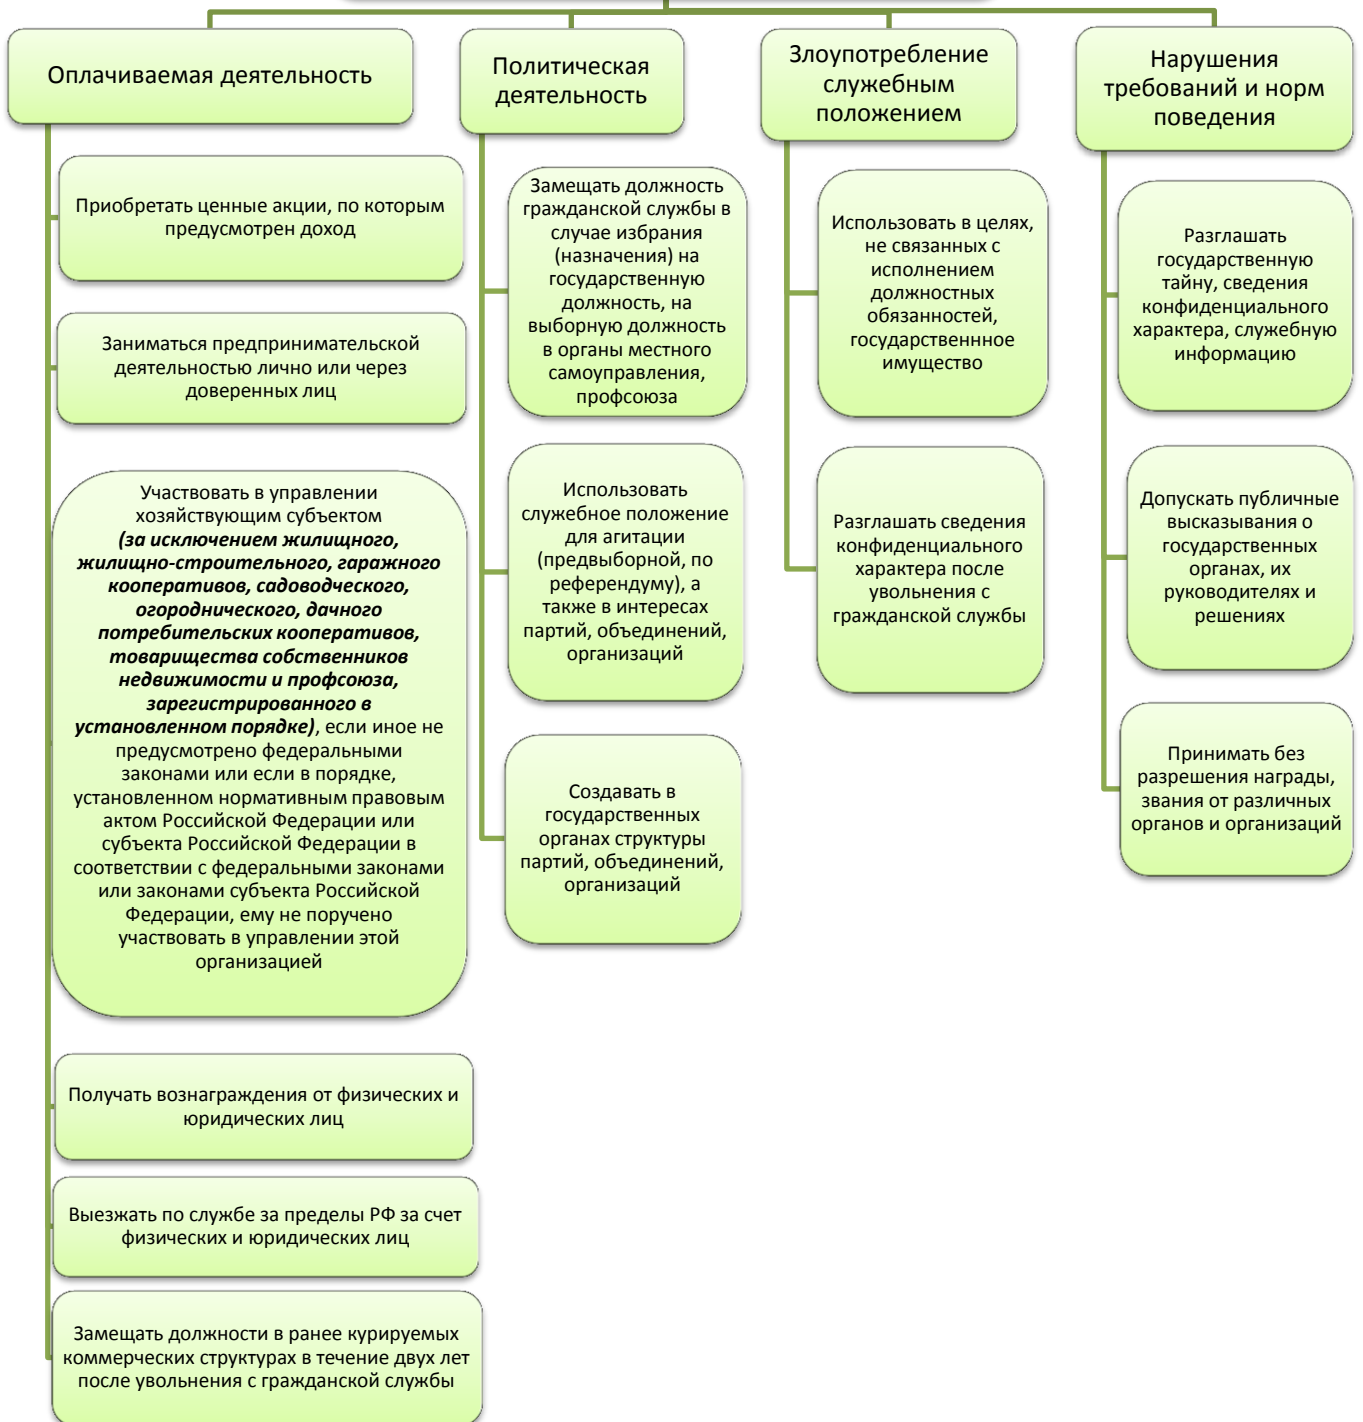 Оплачиваемая деятельность
Приобретать ценные акции, по которым
предусмотрен доход
Заниматься предпринимательской
деятельностью лично или через
доверенных лиц
Участвовать в управлении
хозяйствующим субъектом
(за исключением жилищного,
жилищно-строительного, гаражного
кооперативов, садоводческого,
огороднического, дачного
потребительских кооперативов,
товарищества собственников
недвижимости и профсоюза,
зарегистрированного в
установленном порядке), если иное не
предусмотрено федеральными
законами или если в порядке,
установленном нормативным правовым
актом Российской Федерации или
субъекта Российской Федерации в
соответствии с федеральными законами
или законами субъекта Российской
Федерации, ему не поручено
участвовать в управлении этой
организацией
Получать вознаграждения от физических и
юридических лиц
Выезжать по службе за пределы РФ за счет
физических и юридических лиц
Замещать должности в ранее курируемых
коммерческих структурах в течение двух лет
после увольнения с гражданской службы
Политическая
деятельность
Замещать должность
гражданской службы в
случае избрания
(назначения) на
государственную
должность, на
выборную должность
в органы местного
самоуправления,
профсоюза
Использовать
служебное положение
для агитации
(предвыборной, по
референдуму), а
также в интересах
партий, объединений,
организаций
Создавать в
государственных
органах структуры
партий, объединений,
организаций
Злоупотребление
служебным
положением
Использовать в целях,
не связанных с
исполнением
должностных
обязанностей,
государственнное
имущество
Разглашать сведения
конфиденциального
характера после
увольнения с
гражданской службы
Нарушения
требований и норм
поведения
Разглашать
государственную
тайну, сведения
конфиденциального
характера, служебную
информацию
Допускать публичные
высказывания о
государственных
органах, их
руководителях и
решениях
Принимать без
разрешения награды,
звания от различных
органов и организаций